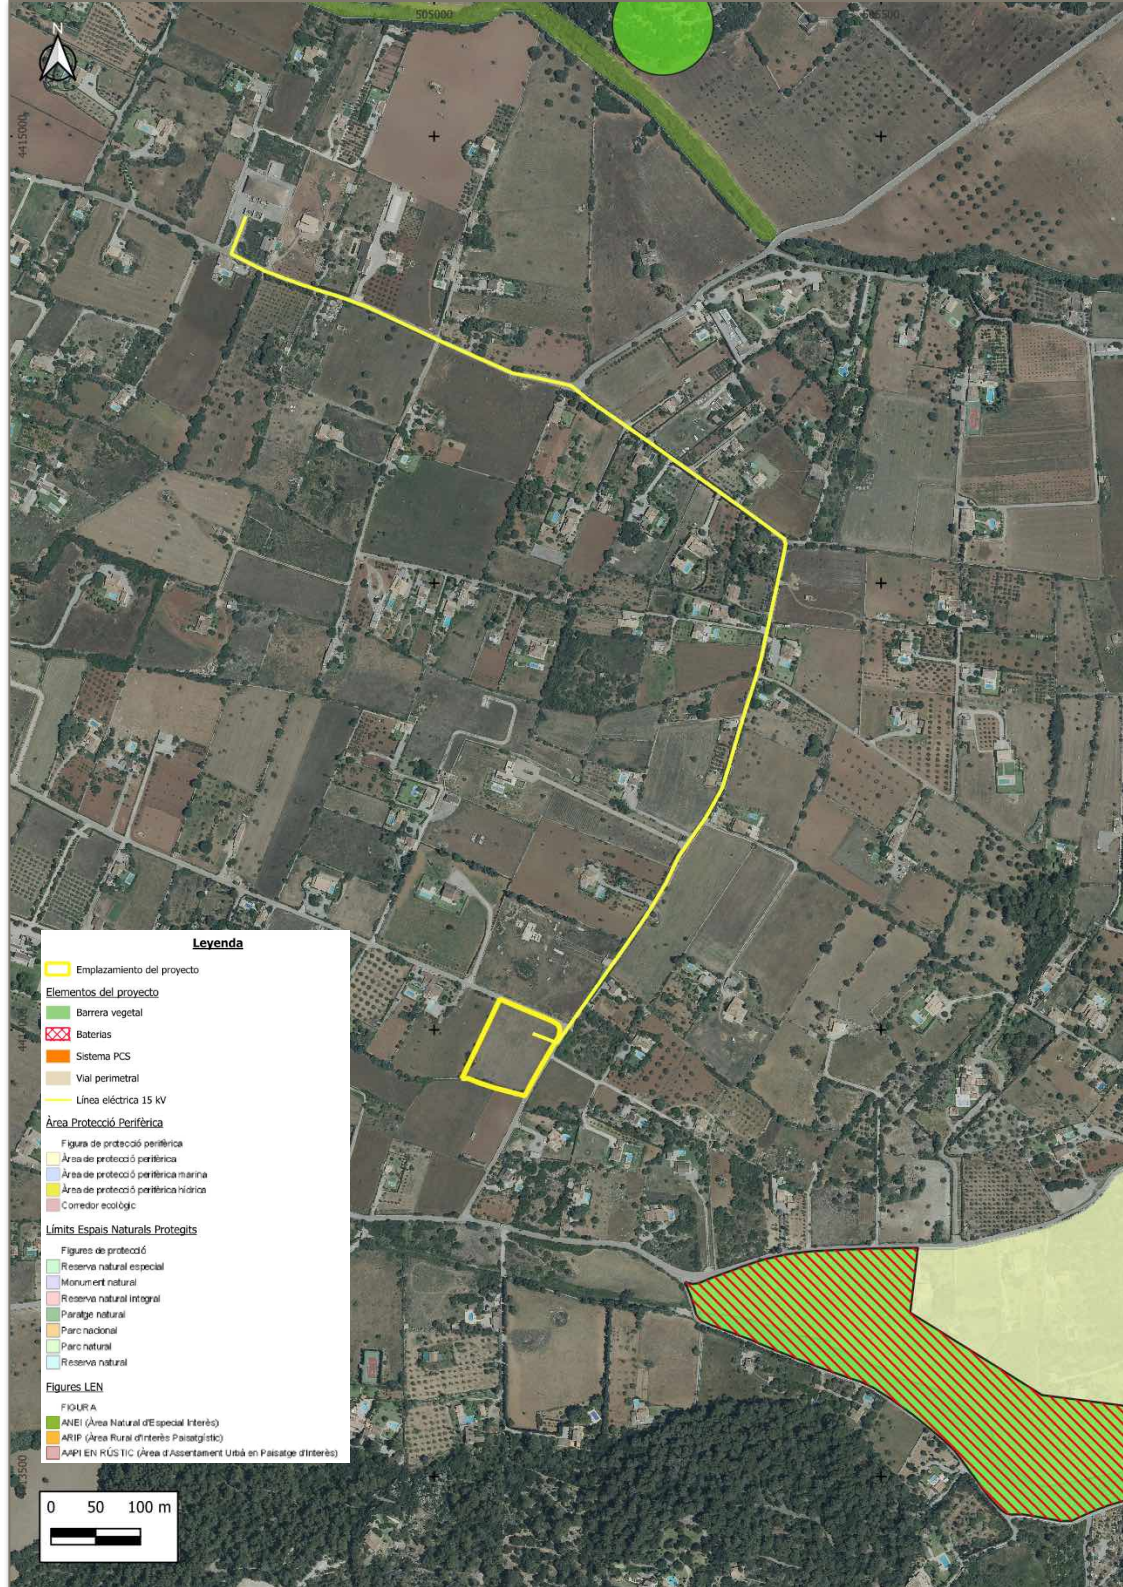 505000
505500
N
4415000
Leyenda
Emplazamiento del proyecto
Elementos del proyecto
Barrera vegetal
Baterias
Sistema PCS
Vial perimetral
Línea eléctrica 15 kV
Àrea Protecció Perifèrica
Figura de protecció perifèrica
Àrea de protecció perifèrica
Àrea de protecció perifèrica marina
Àrea de protecció perifèrica hídrica
Corredor ecològic
Límits Espais Naturals Protegits
Figures de protecció
Reserva natural especial
Monument natural
Reserva natural integral
Paratge natural
Parc nacional
Parc natural
Reserva natural
Figures LEN
FIGURA
ANEI (Àrea Natural d'Especial Interès)
ARIP (Àrea Rural d'Interès Paisatgístic)
AAPI EN RÚSTIC (Àrea d'Assentament Urbà en Paisatge d'Interès)
0 50 100 m